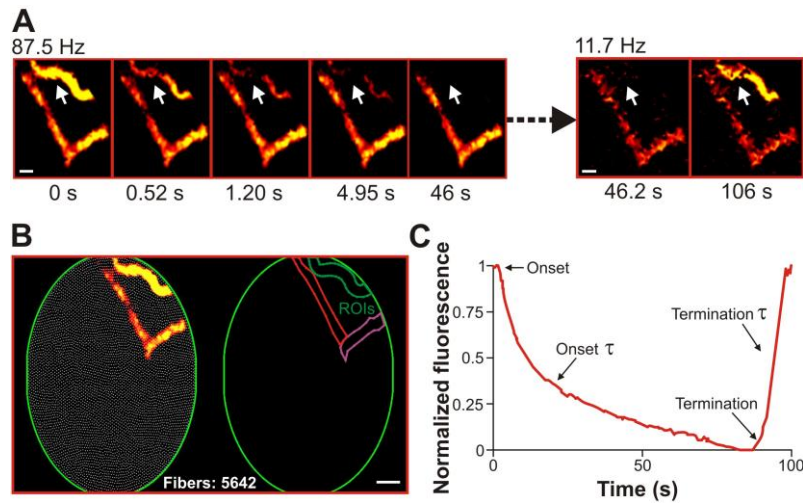 A
87.5 Hz
11.7 Hz
0 s
0.52 s
1.20 s
4.95 s
46 s
46.2 s
106 s
B
ROIs
Fibers: 5642
C
Normalized fluorescence
1
0.75
0.5
0.25
0
Onset
Onset τ
Termination τ
Termination
0
50
100
Time (s)